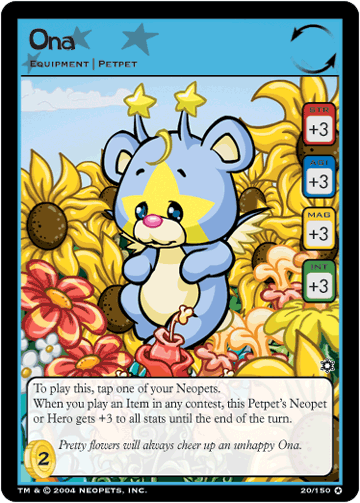 Ona
Equipment | Petpet
STR
+3
AGI
+3
MAG
+3
INT
+3
To play this, tap one of your Neopets.
When you play an Item in any contest, this Petpet's Neopet
or Hero gets +3 to all stats until the end of the turn.
2
Pretty flowers will always cheer up an unhappy Ona.
TM & © 2004 NEOPETS, INC.
20/150